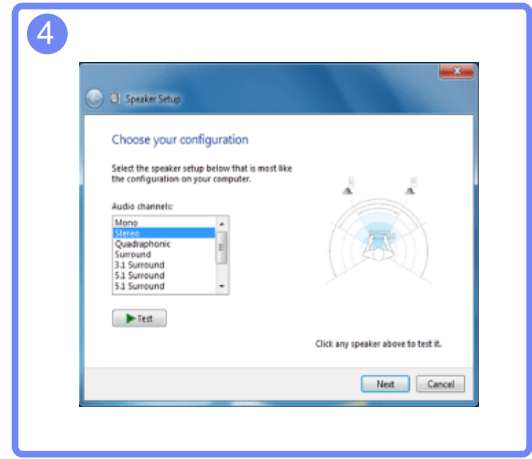 4
Speaker Setup
Choose your configuration
Select the speaker setup below that is most like
the configuration on your computer.
Audio channels:
Mono
Stereo
Quadraphonic
Surround
3.1 Surround
5.1 Surround
5.1 Surround
Test
Click any speaker above to test it.
Next
Cancel